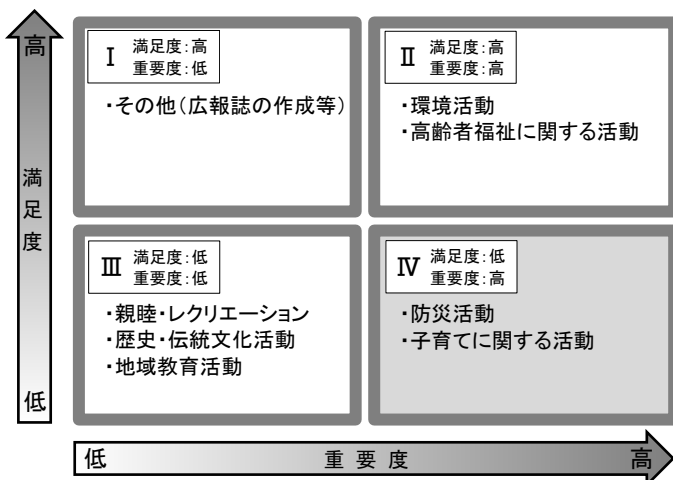 高
満足度
低
Ⅰ 満足度:高
重要度:低
・その他(広報誌の作成等)
Ⅱ 満足度:高
重要度:高
・環境活動
・高齢者福祉に関する活動
Ⅲ 満足度:低
重要度:低
・親睦・レクリエーション
・歴史・伝統文化活動
・地域教育活動
Ⅳ 満足度:低
重要度:高
・防災活動
・子育てに関する活動
低 重要度 高